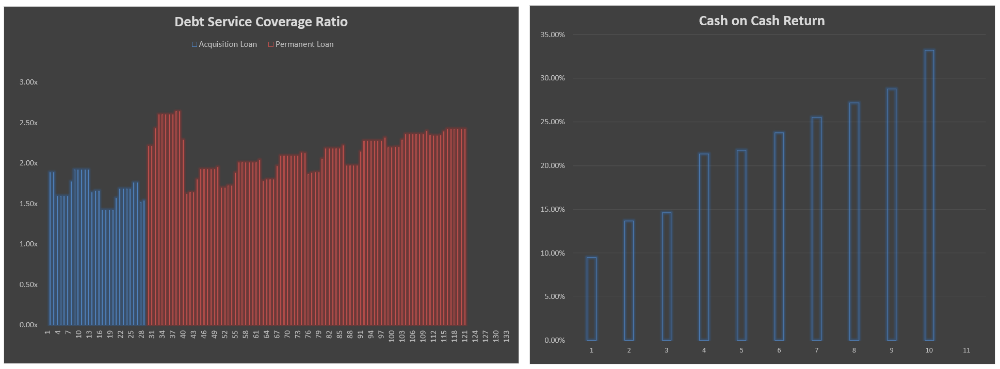 Debt Service Coverage Ratio
Acquisition Loan Permanent Loan
3.00x
2.50x
2.00x
1.50x
1.00x
0.50x
0.00x
1 4 7 10 13 16 19 22 25 28 31 34 37 40 43 46 49 52 55 58 61 64 67 70 73 76 79 82 85 88 91 94 97 100 103 106 109 112 115 118 121 124 127 130 133
Cash on Cash Return
35.00%
30.00%
25.00%
20.00%
15.00%
10.00%
5.00%
0.00%
1 2 3 4 5 6 7 8 9 10 11